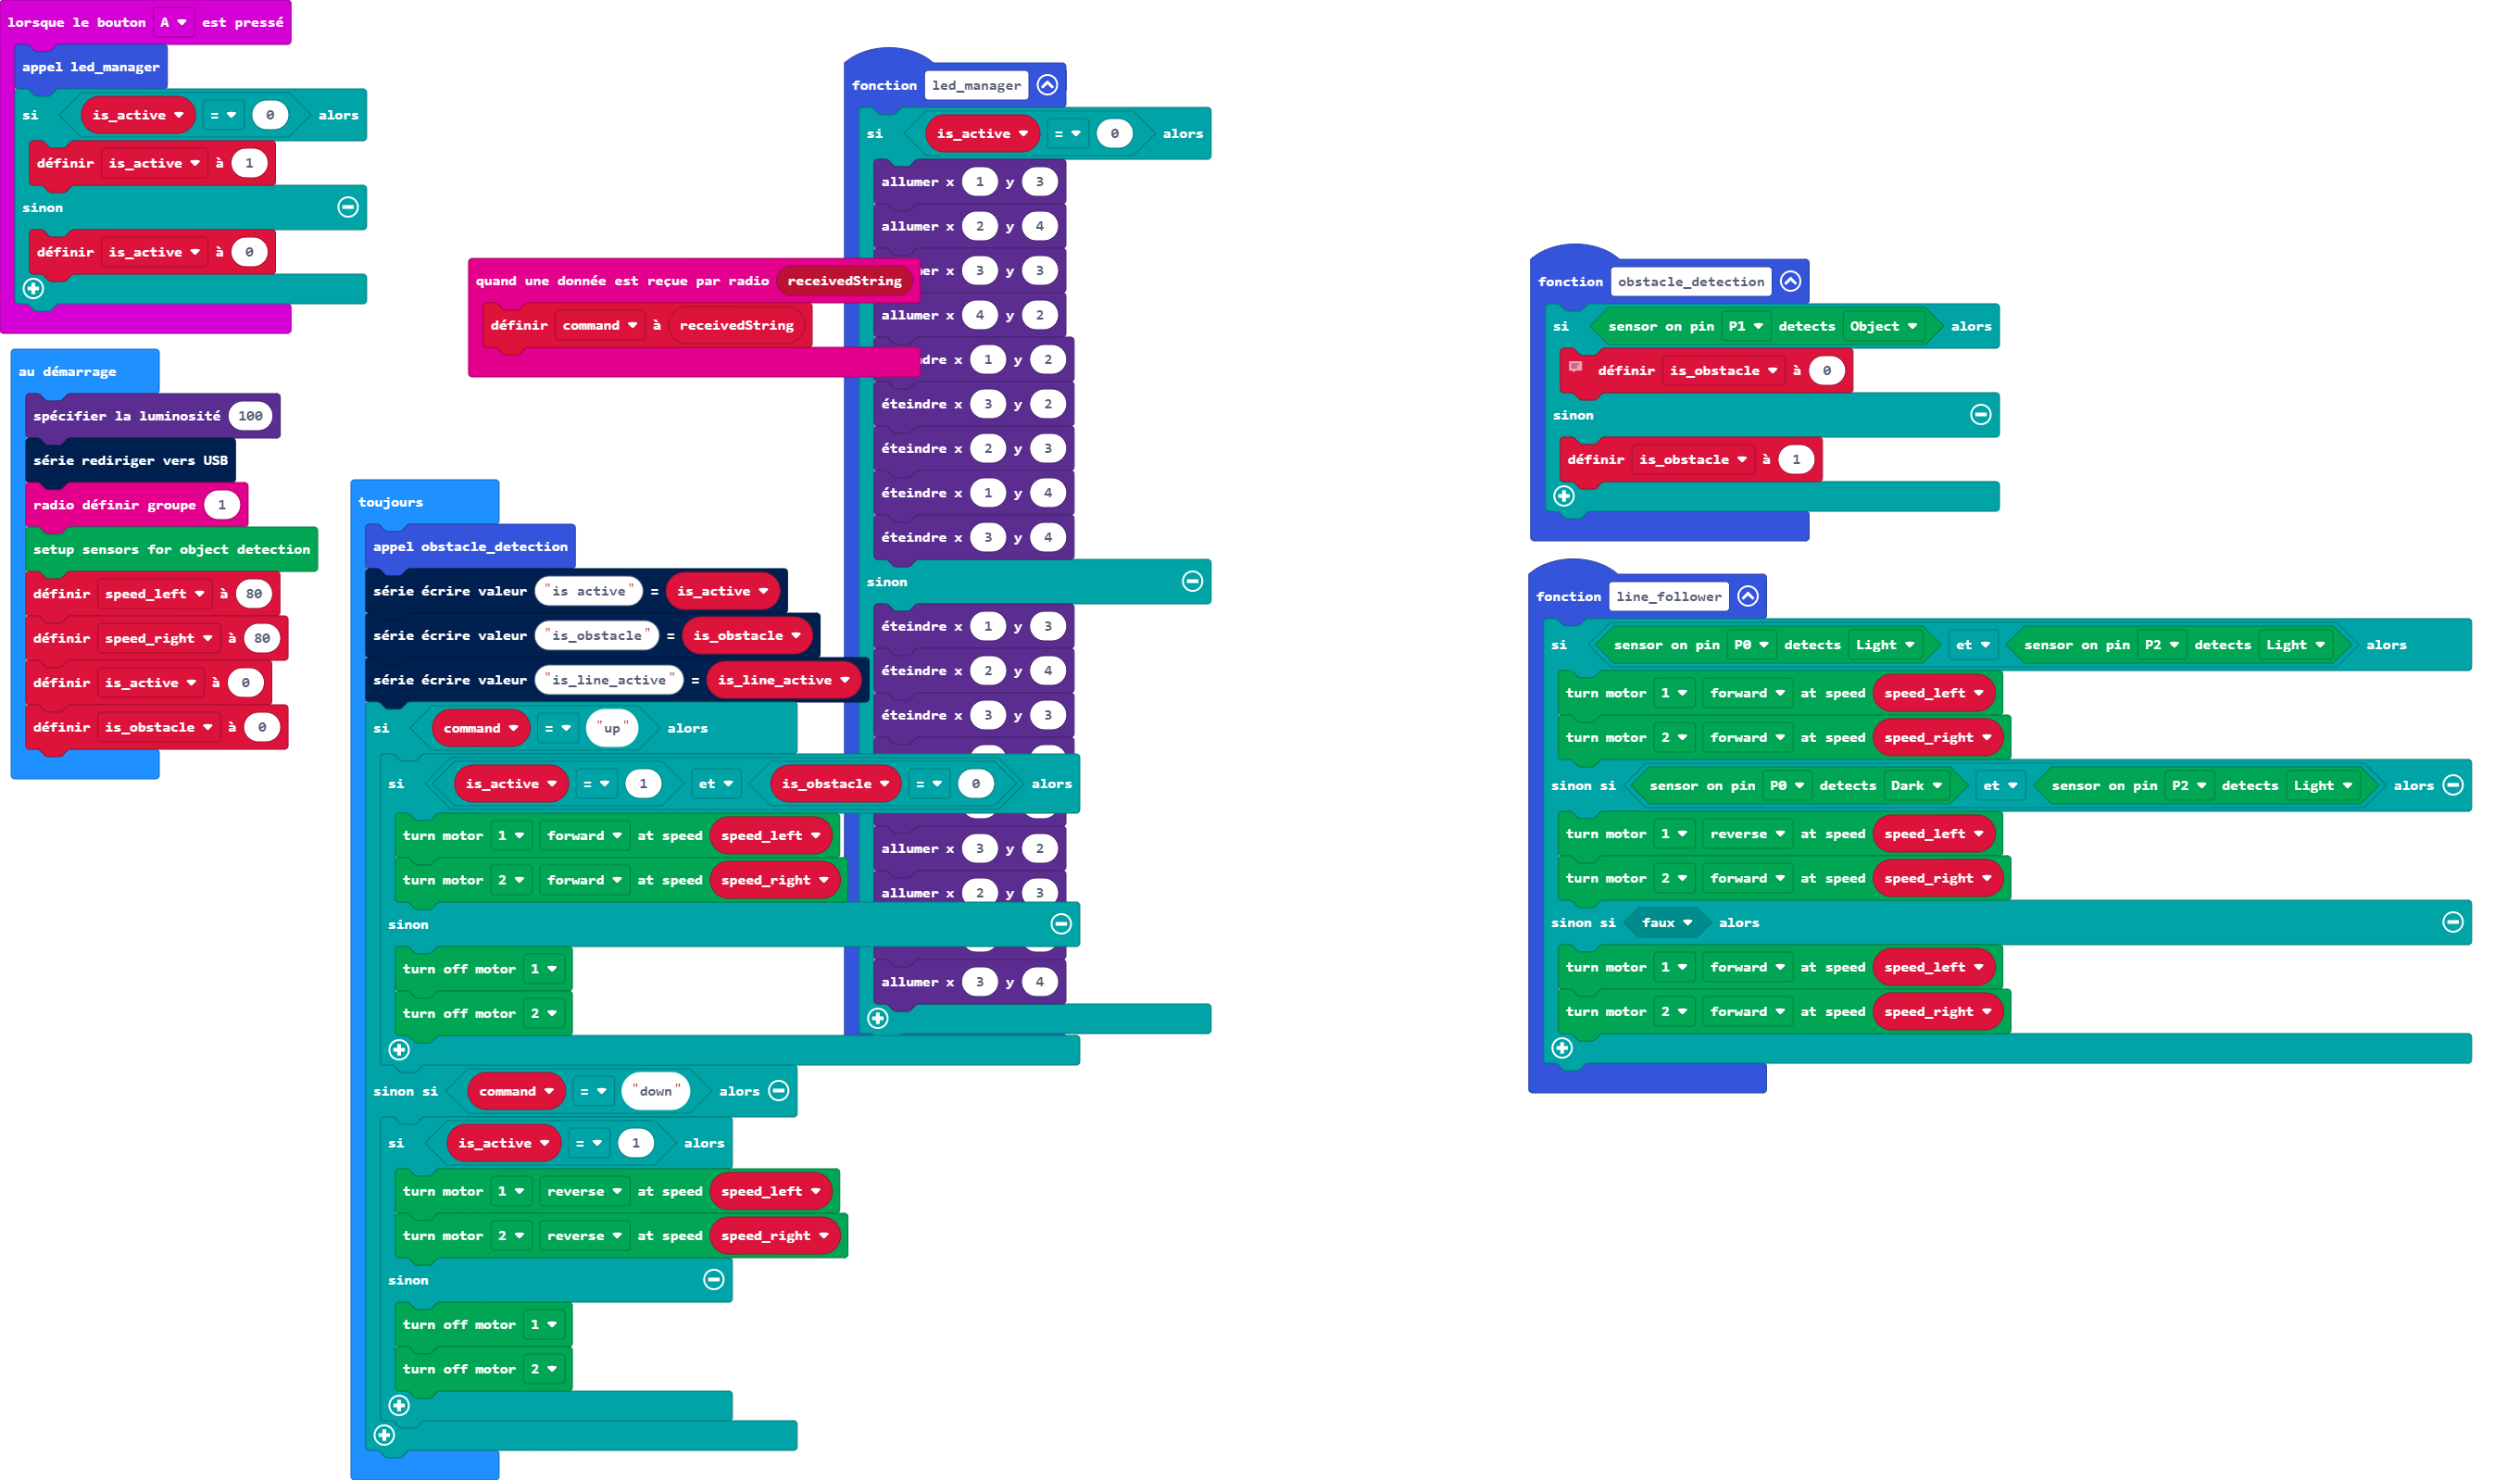 lorsque le bouton A est pressé
appel led_manager
si is_active = 0 alors
définir is_active à 1
sinon
définir is_active à 0
au démarrage
spécifier la luminosité 100
série rediriger vers USB
radio définir groupe 1
setup sensors for object detection
définir speed_left à 80
définir speed_right à 80
définir is_active à 0
définir is_obstacle à 0
quand une donnée est reçue par radio receivedString
définir command à receivedString
toujours
appel obstacle_detection
série écrire valeur "is active" = is_active
série écrire valeur "is_obstacle" = is_obstacle
série écrire valeur "is_line_active" = is_line_active
si command = "up" alors
si is_active = 1 et is_obstacle = 0 alors
turn motor 1 forward at speed speed_left
turn motor 2 forward at speed speed_right
sinon
turn off motor 1
turn off motor 2
sinon si command = "down" alors
si is_active = 1 alors
turn motor 1 reverse at speed speed_left
turn motor 2 reverse at speed speed_right
sinon
turn off motor 1
turn off motor 2
fonction led_manager
si is_active = 0 alors
allumer x 1 y 3
allumer x 2 y 4
x 3 y 3
allumer x 4 y 2
x 1 y 2
éteindre x 3 y 2
éteindre x 2 y 3
éteindre x 1 y 4
éteindre x 3 y 4
sinon
éteindre x 1 y 3
éteindre x 2 y 4
éteindre x 3 y 3
allumer x 3 y 2
allumer x 2 y 3
allumer x 3 y 4
fonction obstacle_detection
si sensor on pin P1 detects Object alors
définir is_obstacle à 0
sinon
définir is_obstacle à 1
fonction line_follower
si sensor on pin P0 detects Light et sensor on pin P2 detects Light alors
turn motor 1 forward at speed speed_left
turn motor 2 forward at speed speed_right
sinon si sensor on pin P0 detects Dark et sensor on pin P2 detects Light alors
turn motor 1 reverse at speed speed_left
turn motor 2 forward at speed speed_right
sinon si faux alors
turn motor 1 forward at speed speed_left
turn motor 2 forward at speed speed_right